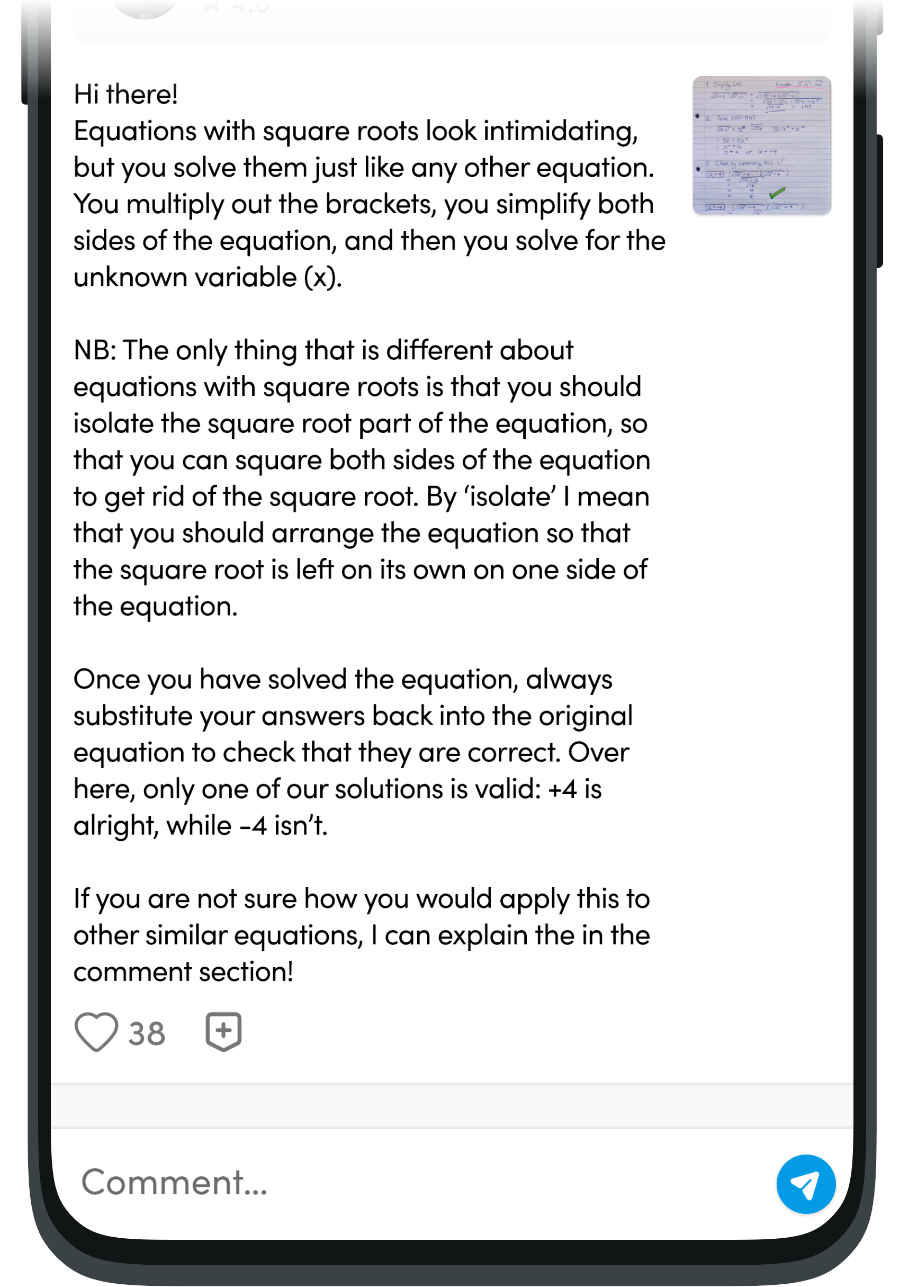 Hi there!
Equations with square roots look intimidating,
but you solve them just like any other equation.
You multiply out the brackets, you simplify both
sides of the equation, and then you solve for the
unknown variable (x).
NB: The only thing that is different about
equations with square roots is that you should
isolate the square root part of the equation, so
that you can square both sides of the equation
to get rid of the square root. By ‘isolate’ I mean
that you should arrange the equation so that
the square root is left on its own on one side of
the equation.
Once you have solved the equation, always
substitute your answers back into the original
equation to check that they are correct. Over
here, only one of our solutions is valid: +4 is
alright, while -4 isn’t.
If you are not sure how you would apply this to
other similar equations, I can explain the in the
comment section!
38
Comment...